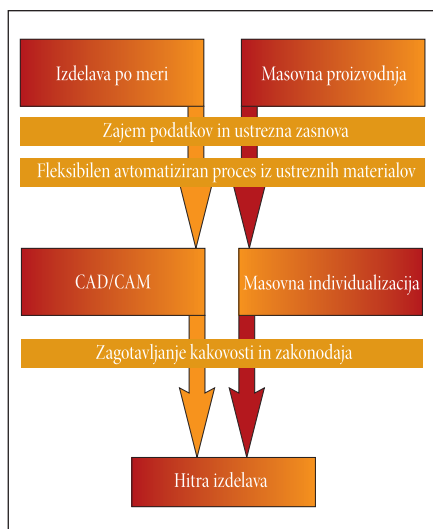 Izdelava po meri
Masovna proizvodnja
Zajem podatkov in ustrezna zasnova
Fleksibilen avtomatiziran proces iz ustreznih materialov
CAD/CAM
Masovna individualizacija
Zagotavljanje kakovosti in zakonodaja
Hitra izdelava